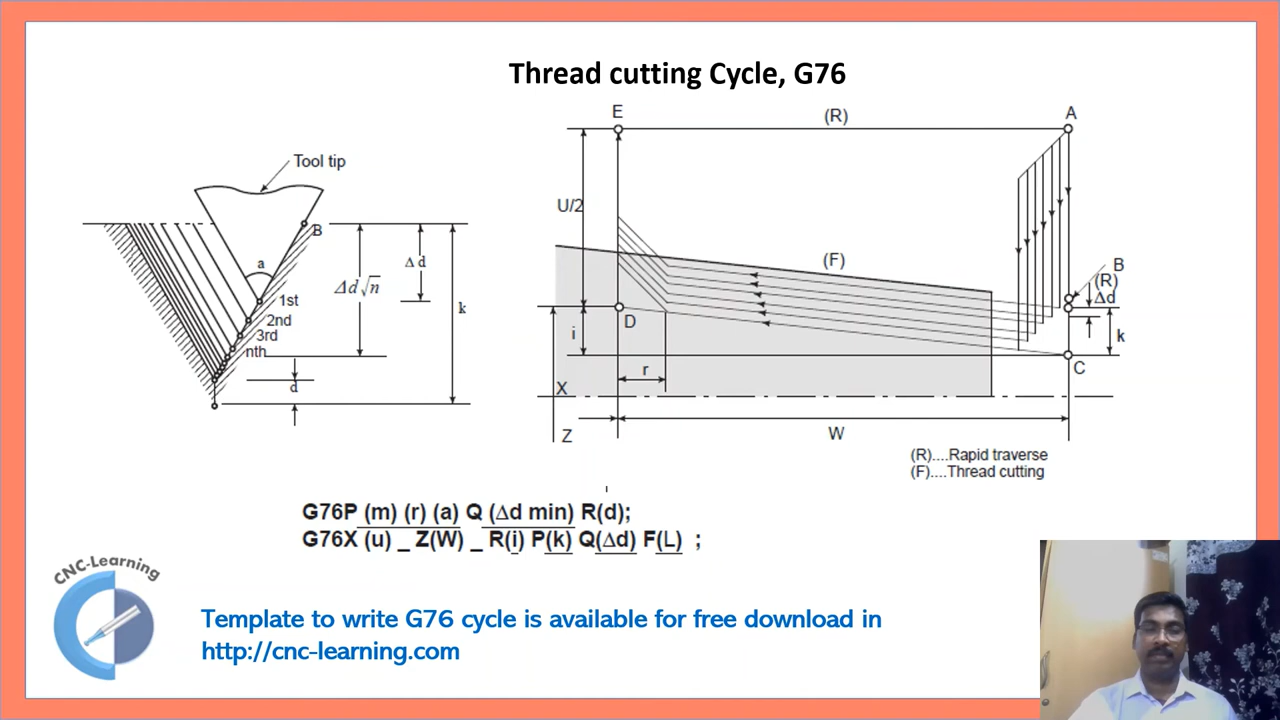 Thread cutting Cycle, G76
Tool tip
B
a
1st
2nd
3rd
nth
d
Δd√n
Δ d
k
E
(R)
A
U/2
(F)
B
(R)
Δd
D
i
k
r
C
X
Z
W
(R)....Rapid traverse
(F)....Thread cutting
G76P (m) (r) (a) Q (Δd min) R(d);
G76X (u) _ Z(W) _ R(i) P(k) Q(Δd) F(L) ;
CNC-Learning
Template to write G76 cycle is available for free download in
http://cnc-learning.com